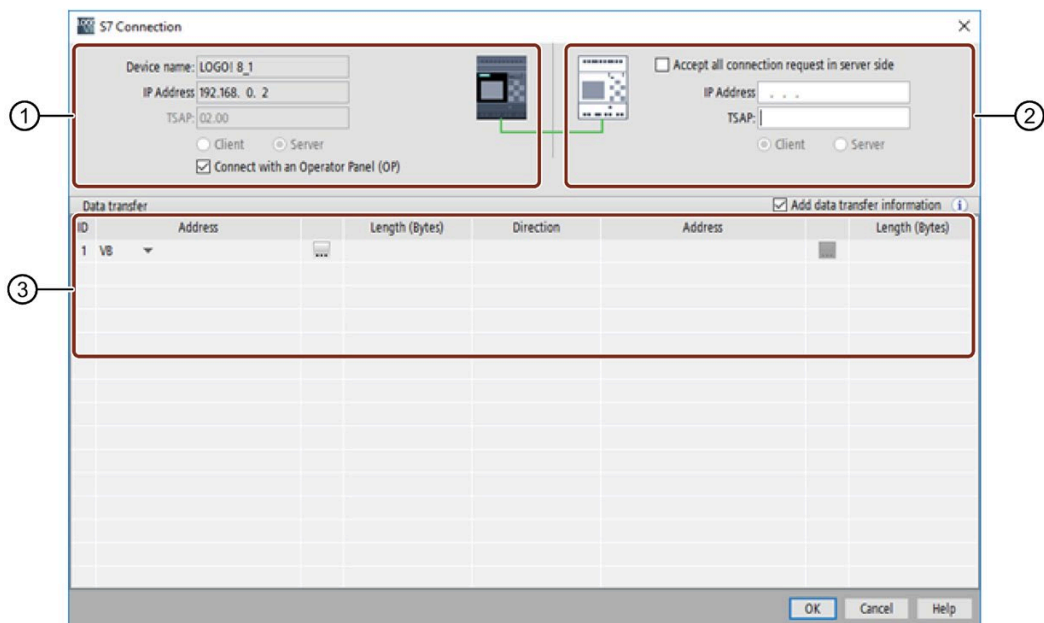 S7 Connection
Device name: LOGO! 8_1
IP Address 192.168. 0. 2
TSAP: 02.00
Client Server
Connect with an Operator Panel (OP)
Accept all connection request in server side
IP Address . . .
TSAP:
Client Server
1
2
Data transfer Add data transfer information
ID Address Length (Bytes) Direction Address Length (Bytes)
1 VB ... ...
3
OK Cancel Help